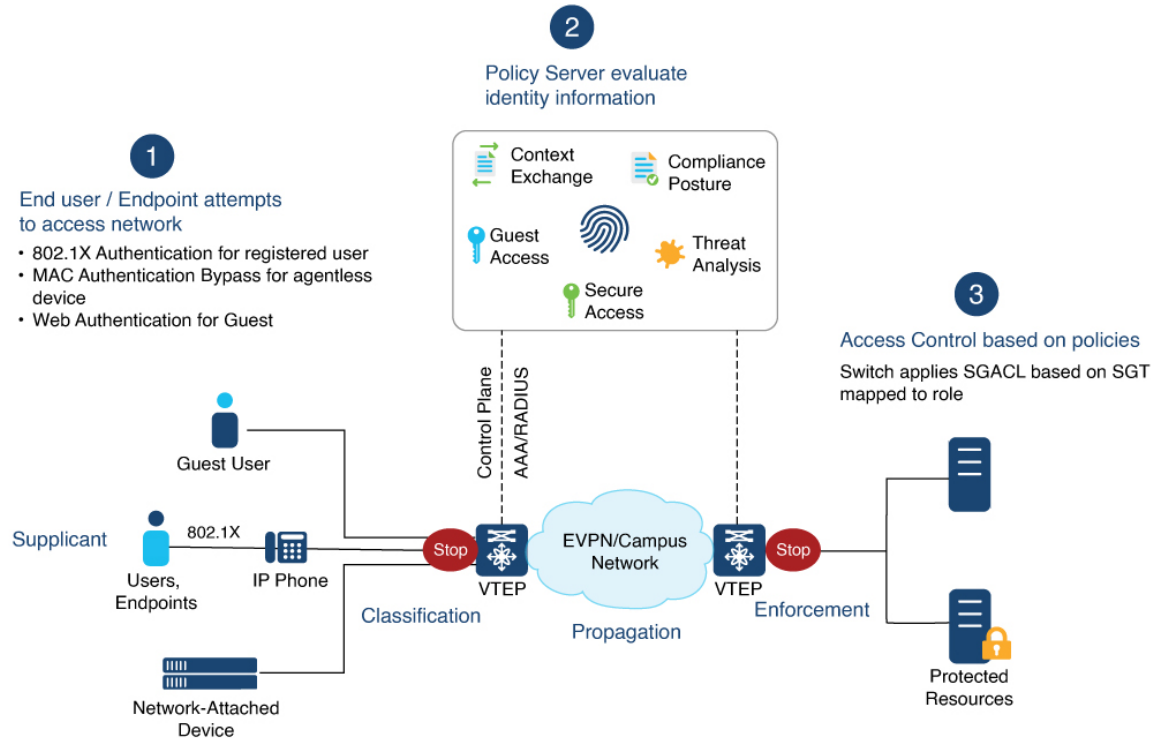 2
Policy Server evaluate
identity information
1
End user / Endpoint attempts
to access network
• 802.1X Authentication for registered user
• MAC Authentication Bypass for agentless
device
• Web Authentication for Guest
Context
Exchange
Compliance
Posture
Guest
Access
Threat
Analysis
Secure
Access
3
Access Control based on policies
Switch applies SGACL based on SGT
mapped to role
Control Plane
AAA/RADIUS
Guest User
Supplicant
802.1X
Users,
Endpoints
IP Phone
Stop
VTEP
Classification
EVPN/Campus
Network
Propagation
VTEP
Stop
Enforcement
Network-Attached
Device
Protected
Resources